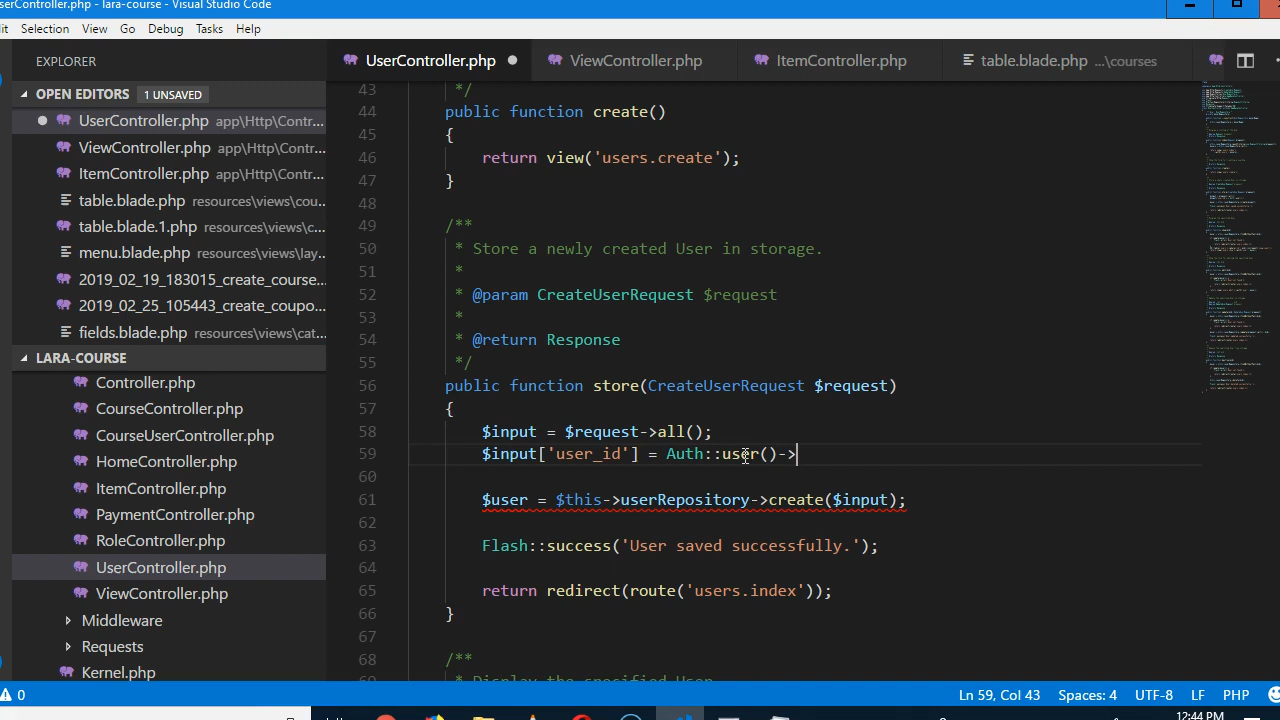 serController.php - lara-course - Visual Studio Code
it Selection View Go Debug Tasks Help
EXPLORER
UserController.php
ViewController.php
ItemController.php
table.blade.php ...\courses
OPEN EDITORS 1 UNSAVED
UserController.php app\Http\Contr...
ViewController.php app\Http\Contr...
ItemController.php app\Http\Contr...
table.blade.php resources\views\cou...
table.blade.1.php resources\views\c...
menu.blade.php resources\views\lay...
2019_02_19_183015_create_course...
2019_02_25_105443_create_coupo...
fields.blade.php resources\views\cat...
LARA-COURSE
Controller.php
CourseController.php
CourseUserController.php
HomeController.php
ItemController.php
PaymentController.php
RoleController.php
UserController.php
ViewController.php
Middleware
Requests
Kernel.php
43 */
44 public function create()
45 {
46 return view('users.create');
47 }
48
49 /**
50 * Store a newly created User in storage.
51 *
52 * @param CreateUserRequest $request
53 *
54 * @return Response
55 */
56 public function store(CreateUserRequest $request)
57 {
58 $input = $request->all();
59 $input['user_id'] = Auth::user()->
60
61 $user = $this->userRepository->create($input);
62
63 Flash::success('User saved successfully.');
64
65 return redirect(route('users.index'));
66 }
67
68 /**
* Display the specified User
0
Ln 59, Col 43 Spaces: 4 UTF-8 LF PHP
12:44 PM